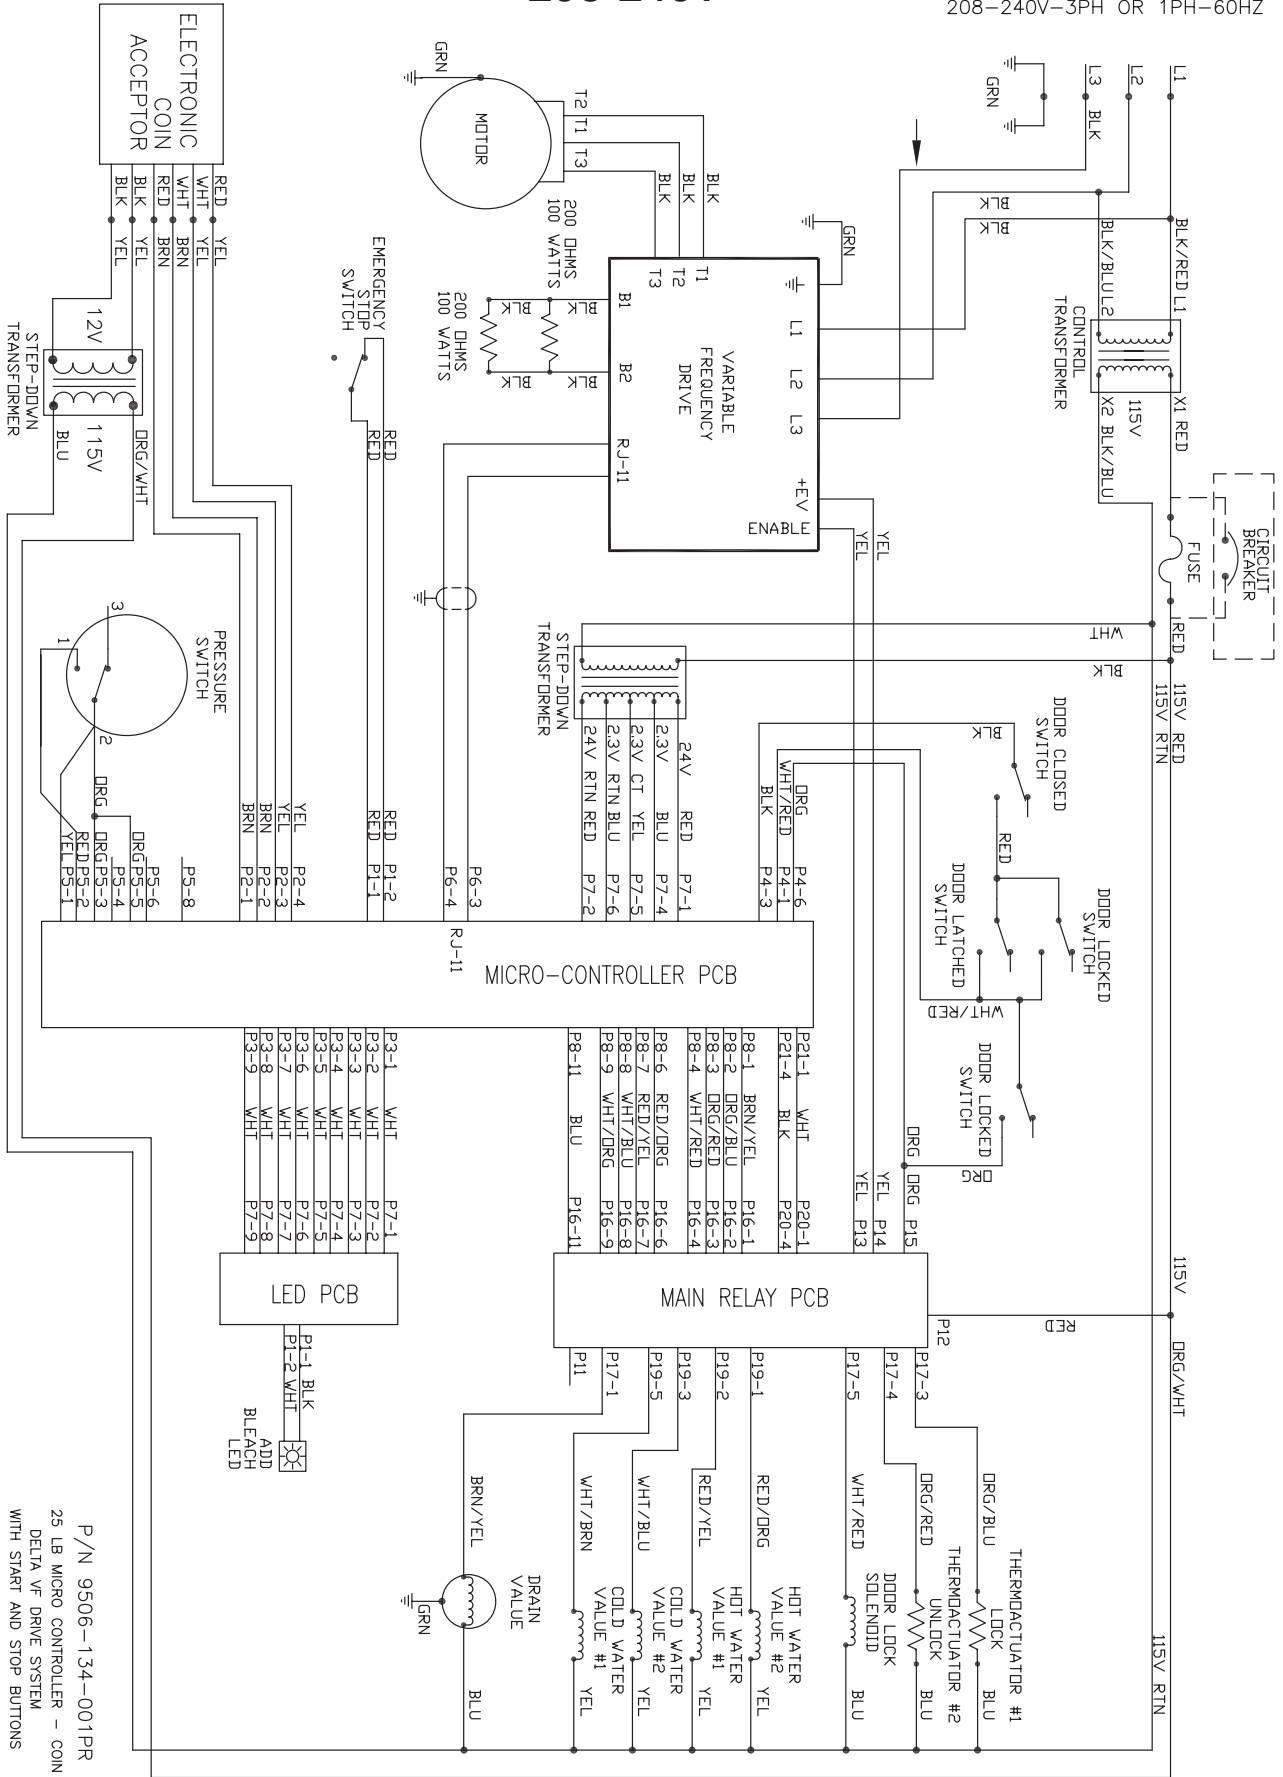 208-240V-3PH OR 1PH-60HZ
L1
L2
L3
BLK
GRN
BLK
BLK
BLK/RED L1
BLK/BLU L2
CONTROL
TRANSFORMER
115V
X1 RED
X2 BLK/BLU
CIRCUIT
BREAKER
FUSE
RED
WHT
BLK
115V RED
115V RTN
GRN
MOTOR
T2
T1
T3
BLK
BLK
BLK
GRN
T1
T2
T3
L1
L2
L3
VARIABLE
FREQUENCY
DRIVE
B1
B2
RJ-11
+EV
ENABLE
YEL
YEL
200 OHMS
100 WATTS
BLK
BLK
BLK
BLK
200 OHMS
100 WATTS
EMERGENCY
STOP
SWITCH
RED
RED
ELECTRONIC
COIN
ACCEPTOR
RED
WHT
WHT
RED
BLK
BLK
YEL
YEL
BRN
BRN
YEL
YEL
12V
115V
STEP-DOWN
TRANSFORMER
ORG/WHT
BLU
PRESSURE
SWITCH
3
1
2
ORG
STEP-DOWN
TRANSFORMER
24V RED P7-1
2.3V BLU P7-4
2.3V CT YEL P7-5
2.3V RTN BLU P7-6
24V RTN RED P7-2
DOOR CLOSED
SWITCH
BLK
RED
DOOR LOCKED
SWITCH
DOOR LATCHED
SWITCH
WHT/RED
DOOR LOCKED
SWITCH
ORG
ORG P4-6
WHT/RED P4-1
BLK P4-3
P6-3
P6-4
RED P1-2
RED P1-1
YEL P2-4
YEL P2-3
BRN P2-2
BRN P2-1
P5-8
P5-6
ORG P5-5
P5-4
ORG P5-3
RED P5-2
YEL P5-1
RJ-11
MICRO-CONTROLLER PCB
P21-1 WHT P20-1
P21-4 BLK P20-4
P8-1 BRN/YEL P16-1
P8-2 ORG/BLU P16-2
P8-3 ORG/RED P16-3
P8-4 WHT/RED P16-4
P8-6 RED/ORG P16-6
P8-7 RED/YEL P16-7
P8-8 WHT/BLU P16-8
P8-9 WHT/ORG P16-9
P8-11 BLU P16-11
P3-1 WHT P7-1
P3-2 WHT P7-2
P3-3 WHT P7-3
P3-4 WHT P7-4
P3-5 WHT P7-5
P3-6 WHT P7-6
P3-7 WHT P7-7
P3-8 WHT P7-8
P3-9 WHT P7-9
ORG
ORG P15
YEL P14
YEL P13
MAIN RELAY PCB
LED PCB
P12
RED
115V
ORG/WHT
P1-1 BLK
P1-2 WHT
ADD
BLEACH
LED
P17-3
P17-4
P17-5
P19-1
P19-2
P19-3
P19-5
P17-1
P11
ORG/BLU
THERMOACTUATOR #1
LOCK
BLU
ORG/RED
THERMOACTUATOR #2
UNLOCK
BLU
WHT/RED
DOOR LOCK
SOLENOID
BLU
RED/ORG
HOT WATER
VALUE #2
YEL
RED/YEL
HOT WATER
VALUE #1
YEL
WHT/BLU
COLD WATER
VALUE #2
YEL
WHT/BRN
COLD WATER
VALUE #1
YEL
BRN/YEL
DRAIN
VALUE
GRN
BLU
115V RTN
P/N 9506-134-001PR
25 LB MICRO CONTROLLER - COIN
DELTA VF DRIVE SYSTEM
WITH START AND STOP BUTTONS